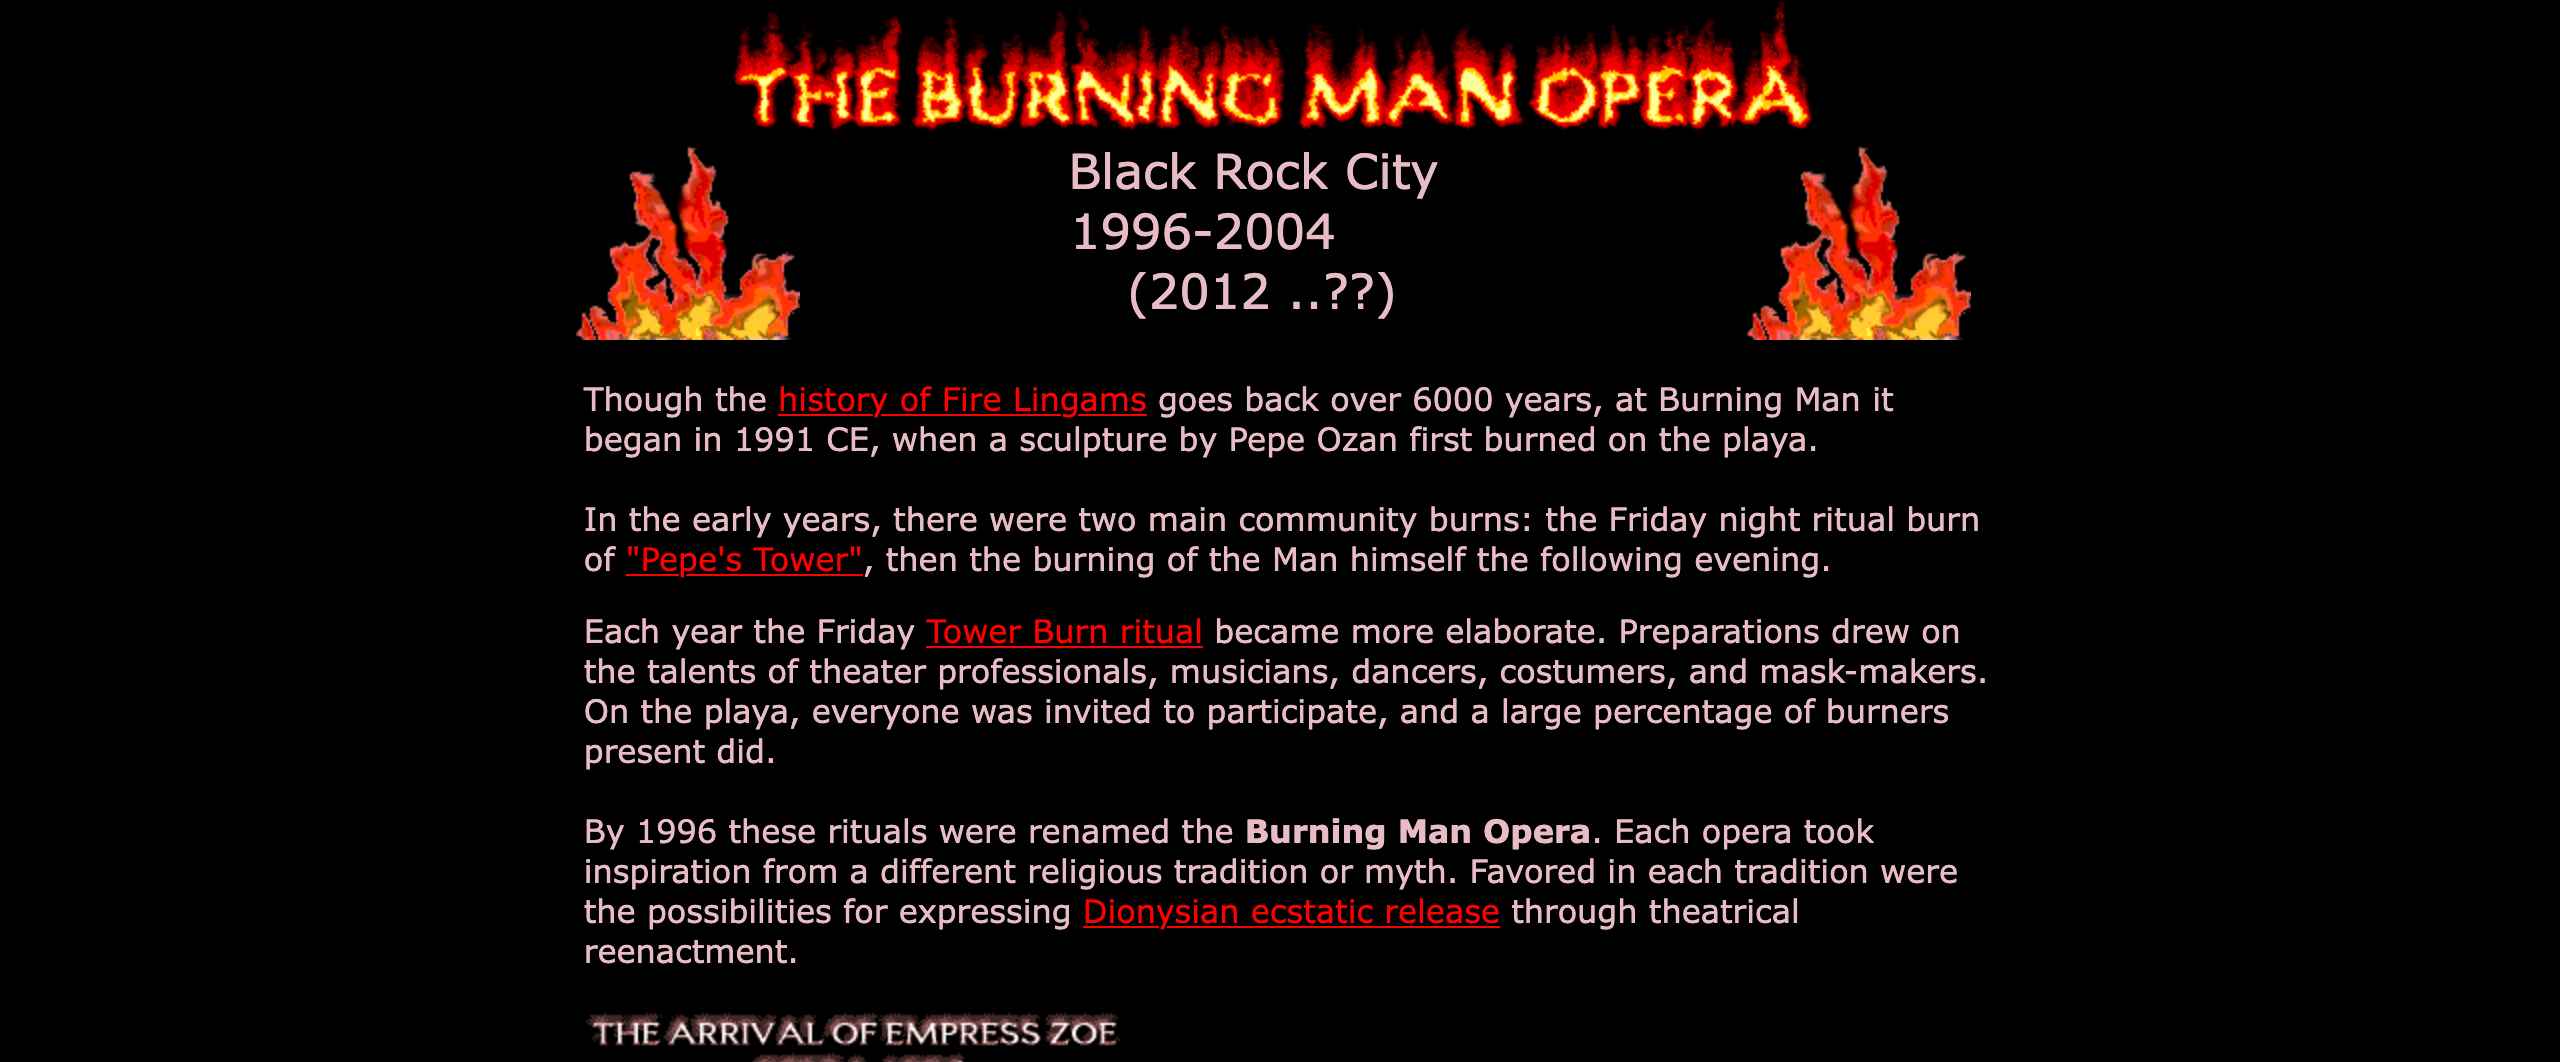 THE BURNING MAN OPERA
Black Rock City
1996-2004
(2012 ..??)
Though the history of Fire Lingams goes back over 6000 years, at Burning Man it
began in 1991 CE, when a sculpture by Pepe Ozan first burned on the playa.
In the early years, there were two main community burns: the Friday night ritual burn
of "Pepe's Tower", then the burning of the Man himself the following evening.
Each year the Friday Tower Burn ritual became more elaborate. Preparations drew on
the talents of theater professionals, musicians, dancers, costumers, and mask-makers.
On the playa, everyone was invited to participate, and a large percentage of burners
present did.
By 1996 these rituals were renamed the Burning Man Opera. Each opera took
inspiration from a different religious tradition or myth. Favored in each tradition were
the possibilities for expressing Dionysian ecstatic release through theatrical
reenactment.
THE ARRIVAL OF EMPRESS ZOE